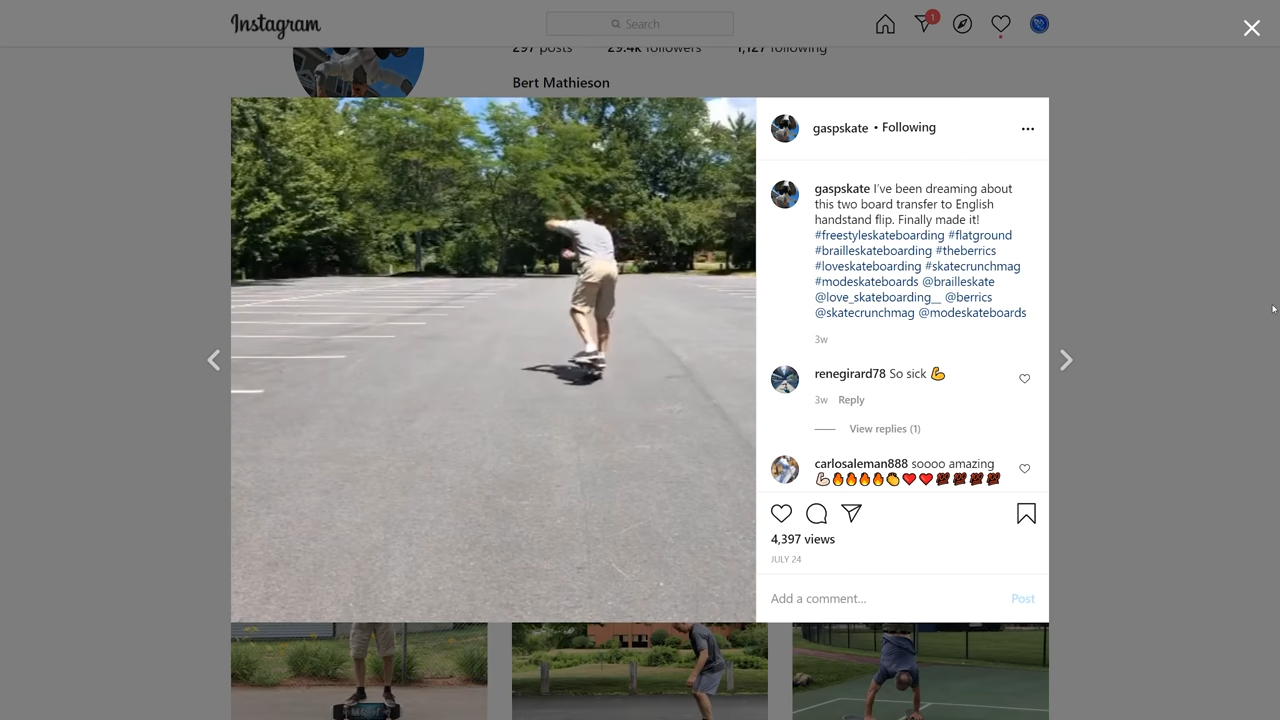 Instagram
Search
1
297 posts 29.4k followers 1,127 following
Bert Mathieson
gaspskate • Following
gaspskate I've been dreaming about
this two board transfer to English
handstand flip. Finally made it!
#freestyleskateboarding #flatground
#brailleskateboarding #theberrics
#loveskateboarding #skatecrunchmag
#modeskateboards @brailleskate
@love_skateboarding__ @berrics
@skatecrunchmag @modeskateboards
3w
renegirard78 So sick 💪
3w Reply
View replies (1)
carlosaleman888 soooo amazing
💪🏻🔥🔥🔥🔥👏❤️❤️💯💯💯💯
4,397 views
JULY 24
Add a comment...
Post